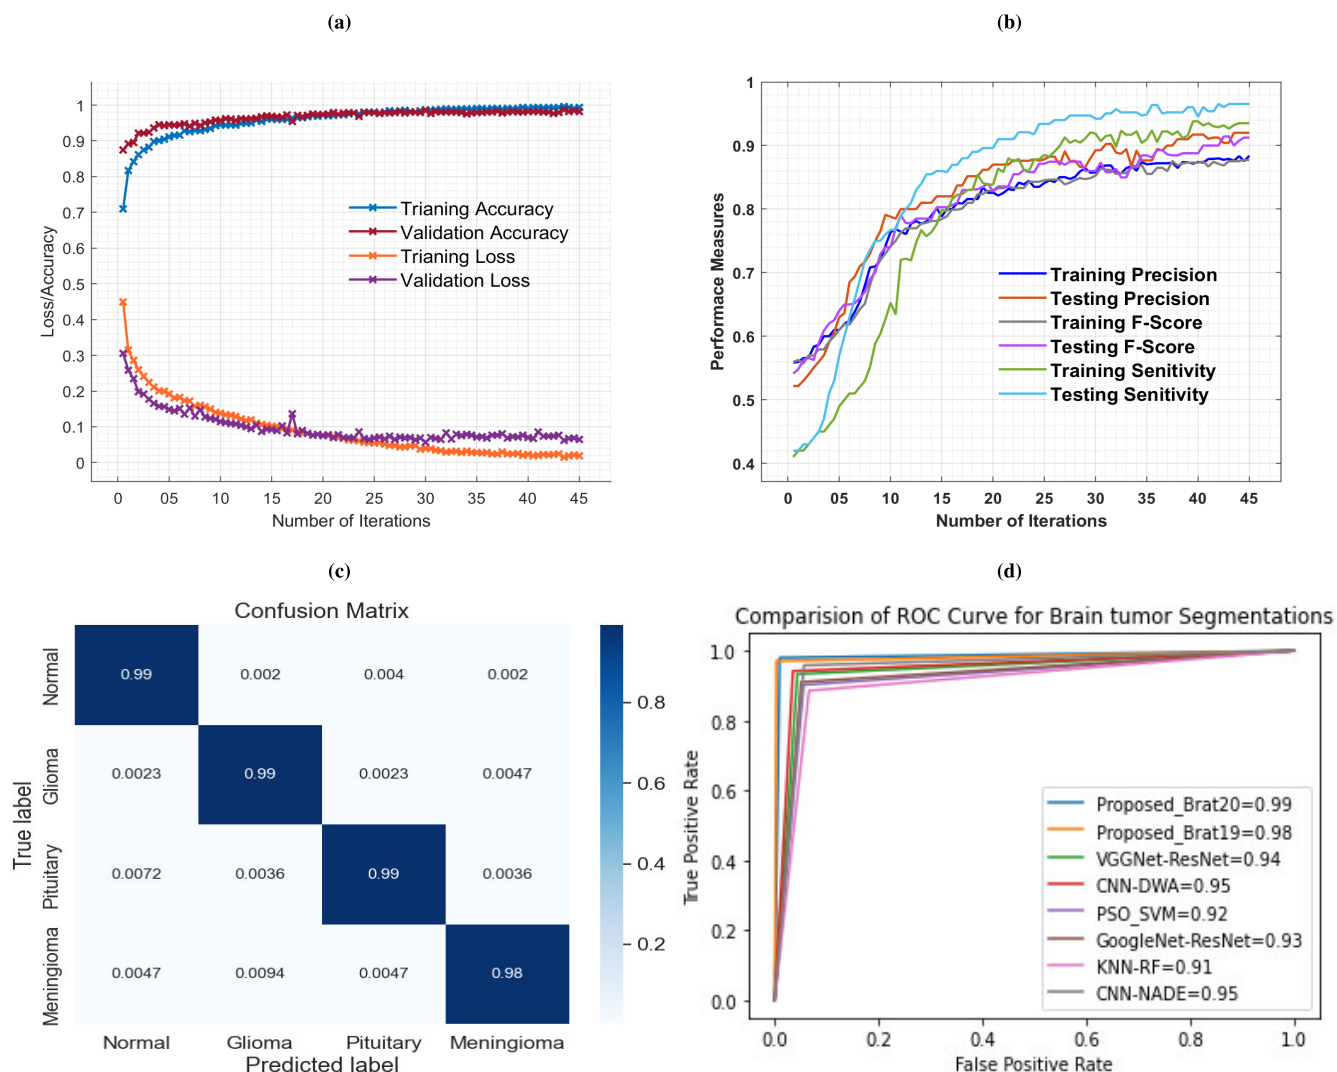 (a)
1
0.9
0.8
0.7
0.6
0.5
0.4
0.3
0.2
0.1
0
Loss/Accuracy
Trianing Accuracy
Validation Accuracy
Trianing Loss
Validation Loss
0 05 10 15 20 25 30 35 40 45
Number of Iterations
(b)
1
0.9
0.8
0.7
0.6
0.5
0.4
Performace Measures
Training Precision
Testing Precision
Training F-Score
Testing F-Score
Training Senitivity
Testing Senitivity
0 05 10 15 20 25 30 35 40 45
Number of Iterations
(c)
Confusion Matrix
True label
Normal
0.99 0.002 0.004 0.002
Glioma
0.0023 0.99 0.0023 0.0047
Pituitary
0.0072 0.0036 0.99 0.0036
Meningioma
0.0047 0.0094 0.0047 0.98
Normal Glioma Pituitary Meningioma
Predicted label
0.8
0.6
0.4
0.2
(d)
Comparision of ROC Curve for Brain tumor Segmentations
1.0
0.8
0.6
0.4
0.2
0.0
True Positive Rate
Proposed_Brat20=0.99
Proposed_Brat19=0.98
VGGNet-ResNet=0.94
CNN-DWA=0.95
PSO_SVM=0.92
GoogleNet-ResNet=0.93
KNN-RF=0.91
CNN-NADE=0.95
0.0 0.2 0.4 0.6 0.8 1.0
False Positive Rate